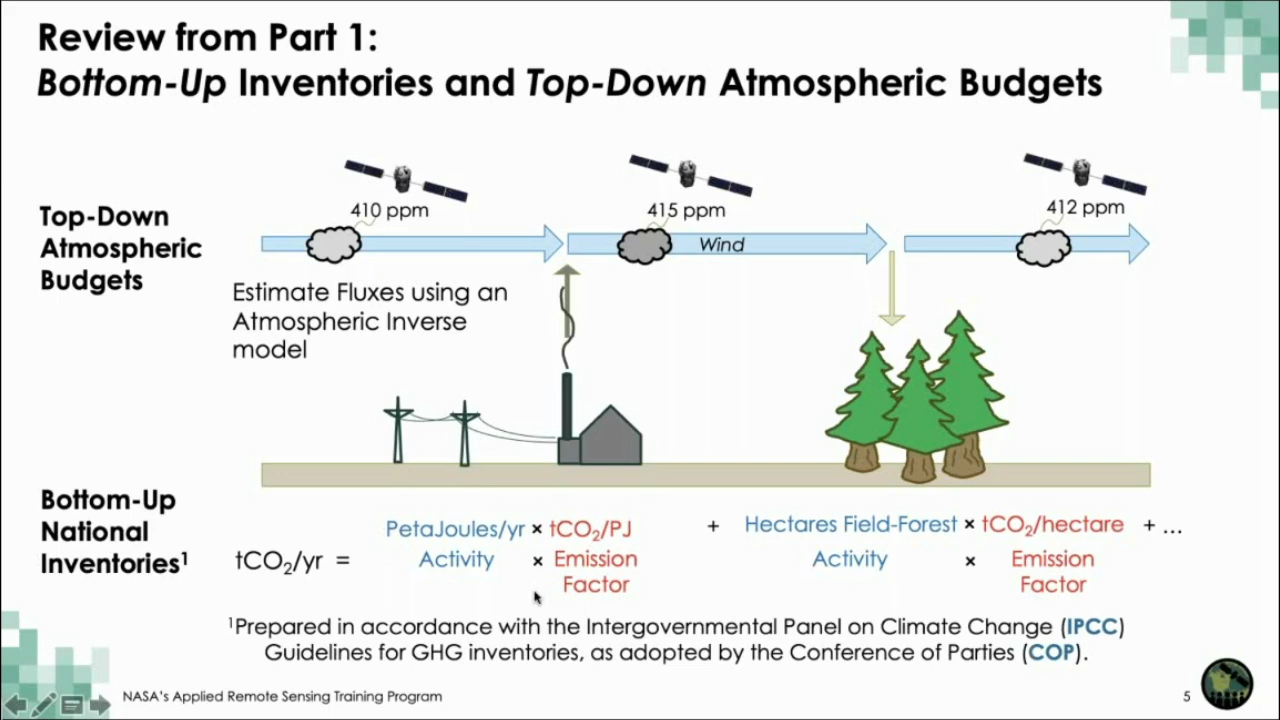 Review from Part 1:
Bottom-Up Inventories and Top-Down Atmospheric Budgets
Top-Down
Atmospheric
Budgets
410 ppm
415 ppm
412 ppm
Wind
Estimate Fluxes using an
Atmospheric Inverse
model
Bottom-Up
National
Inventories¹
PetaJoules/yr × tCO₂/PJ + Hectares Field-Forest × tCO₂/hectare + ...
tCO₂/yr = Activity × Emission Activity × Emission
Factor Factor
¹Prepared in accordance with the Intergovernmental Panel on Climate Change (IPCC)
Guidelines for GHG inventories, as adopted by the Conference of Parties (COP).
NASA's Applied Remote Sensing Training Program
5